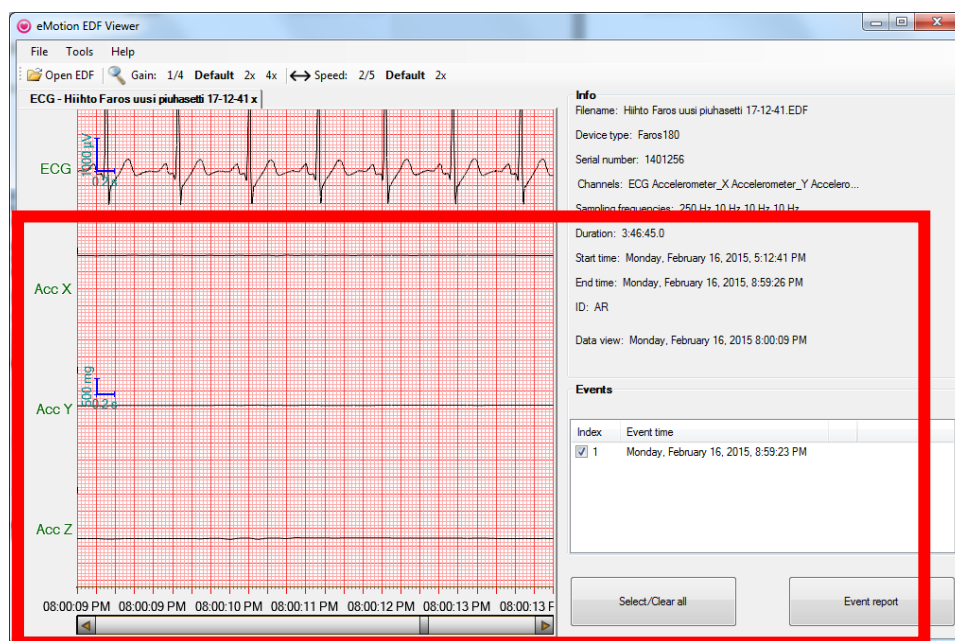 eMotion EDF Viewer
File Tools Help
Open EDF Gain: 1/4 Default 2x 4x Speed: 2/5 Default 2x
ECG - Hiihto Faros uusi piuhasetti 17-12-41 x
ECG
1000 µV
0.2 s
Acc X
500 mg
0.2 s
Acc Y
Acc Z
08:00:09 PM 08:00:09 PM 08:00:10 PM 08:00:11 PM 08:00:12 PM 08:00:13 PM 08:00:13 F
Info
Filename: Hiihto Faros uusi piuhasetti 17-12-41.EDF
Device type: Faros180
Serial number: 1401256
Channels: ECG Accelerometer_X Accelerometer_Y Accelero...
Sampling frequencies: 250 Hz 10 Hz 10 Hz 10 Hz
Duration: 3:46:45.0
Start time: Monday, February 16, 2015, 5:12:41 PM
End time: Monday, February 16, 2015, 8:59:26 PM
ID: AR
Data view: Monday, February 16, 2015 8:00:09 PM
Events
Index Event time
1 Monday, February 16, 2015, 8:59:23 PM
Select/Clear all Event report